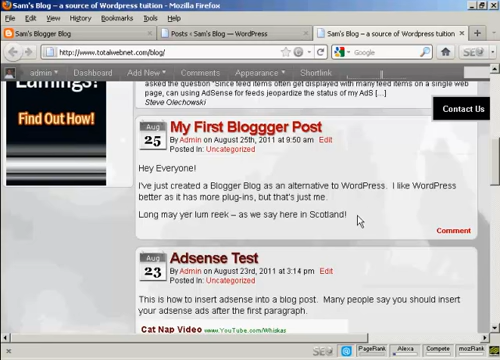 Sam's Blog – a source of Wordpress tuition - Mozilla Firefox
File Edit View History Bookmarks Tools Help
Sam's Blogger Blog
Posts ‹ Sam's Blog — WordPress
Sam's Blog – a source of Wordpress tuition
http://www.totalwebnet.com/blog/
Google
admin Dashboard Add New Comments Appearance Shortlink
asked the question "Since feed items often get displayed with many feed items on a single web
page, can using AdSense for feeds jeopardize the status of my AdS [...]
Steve Olechowski
Earnings!
Find Out How!
Contact Us
Aug
25
My First Bloggger Post
By Admin on August 25th, 2011 at 9:50 am Edit
Posted In: Uncategorized
Hey Everyone!
I've just created a Blogger Blog as an alternative to WordPress. I like WordPress
better as it has more plug-ins, but that's just me.
Long may yer lum reek – as we say here in Scotland!
Comment
Aug
23
Adsense Test
By Admin on August 23rd, 2011 at 3:14 pm Edit
Posted In: Uncategorized
This is how to insert adsense into a blog post. Many people say you should insert
your adsense ads after the first paragraph.
Cat Nap Video www.YouTube.com/Whiskas
PageRank Alexa Compete mozRank